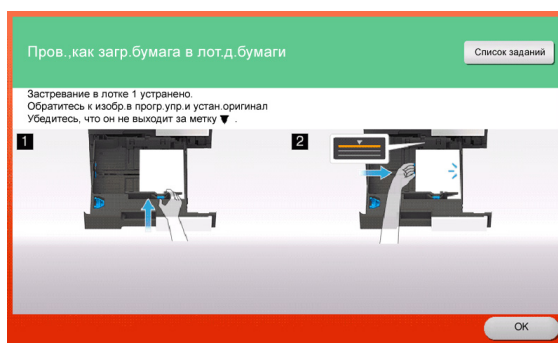 Пров.,как загр.бумага в лот.д.бумаги
Список заданий
Застревание в лотке 1 устранено.
Обратитесь к изобр.в прогр.упр.и устан.оригинал
Убедитесь, что он не выходит за метку ▼ .
1
2
OK